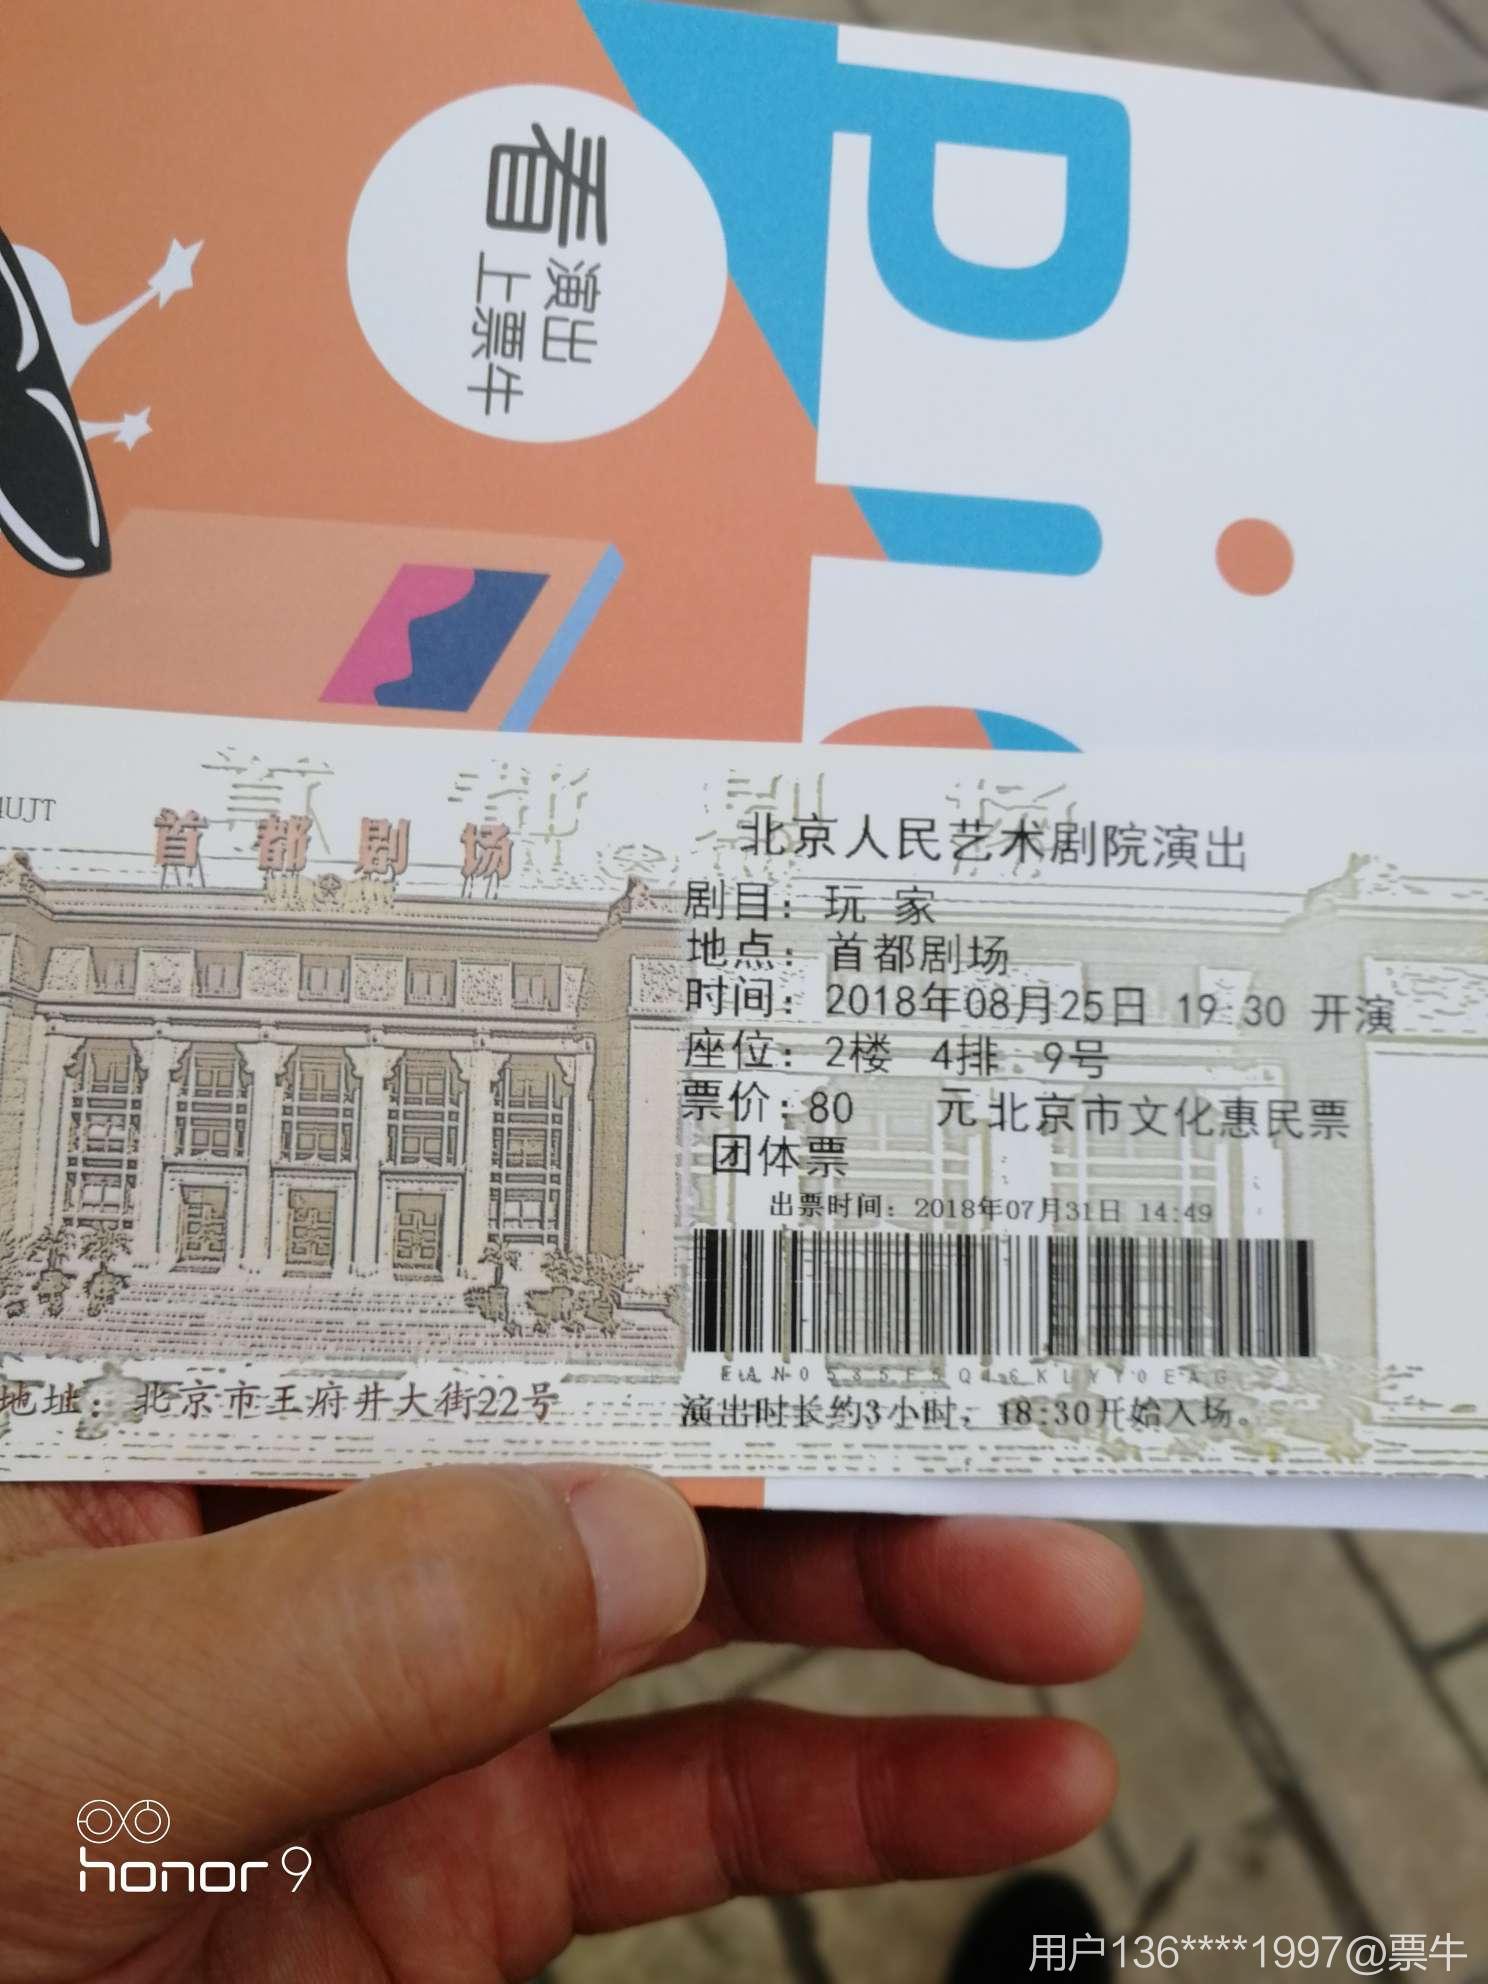 看
演出
上票牛
Pi
首都剧场
首都剧场
北京人民艺术剧院演出
剧目：玩 家
地点：首都剧场
时间：2018年08月25日 19:30 开演
座位：2楼 4排 9号
票价：80 元北京市文化惠民票
团体票
出票时间：2018年07月31日 14:49
地址：北京市王府井大街22号
演出时长约3小时，18:30开始入场。
honor 9
用户136****1997@票牛